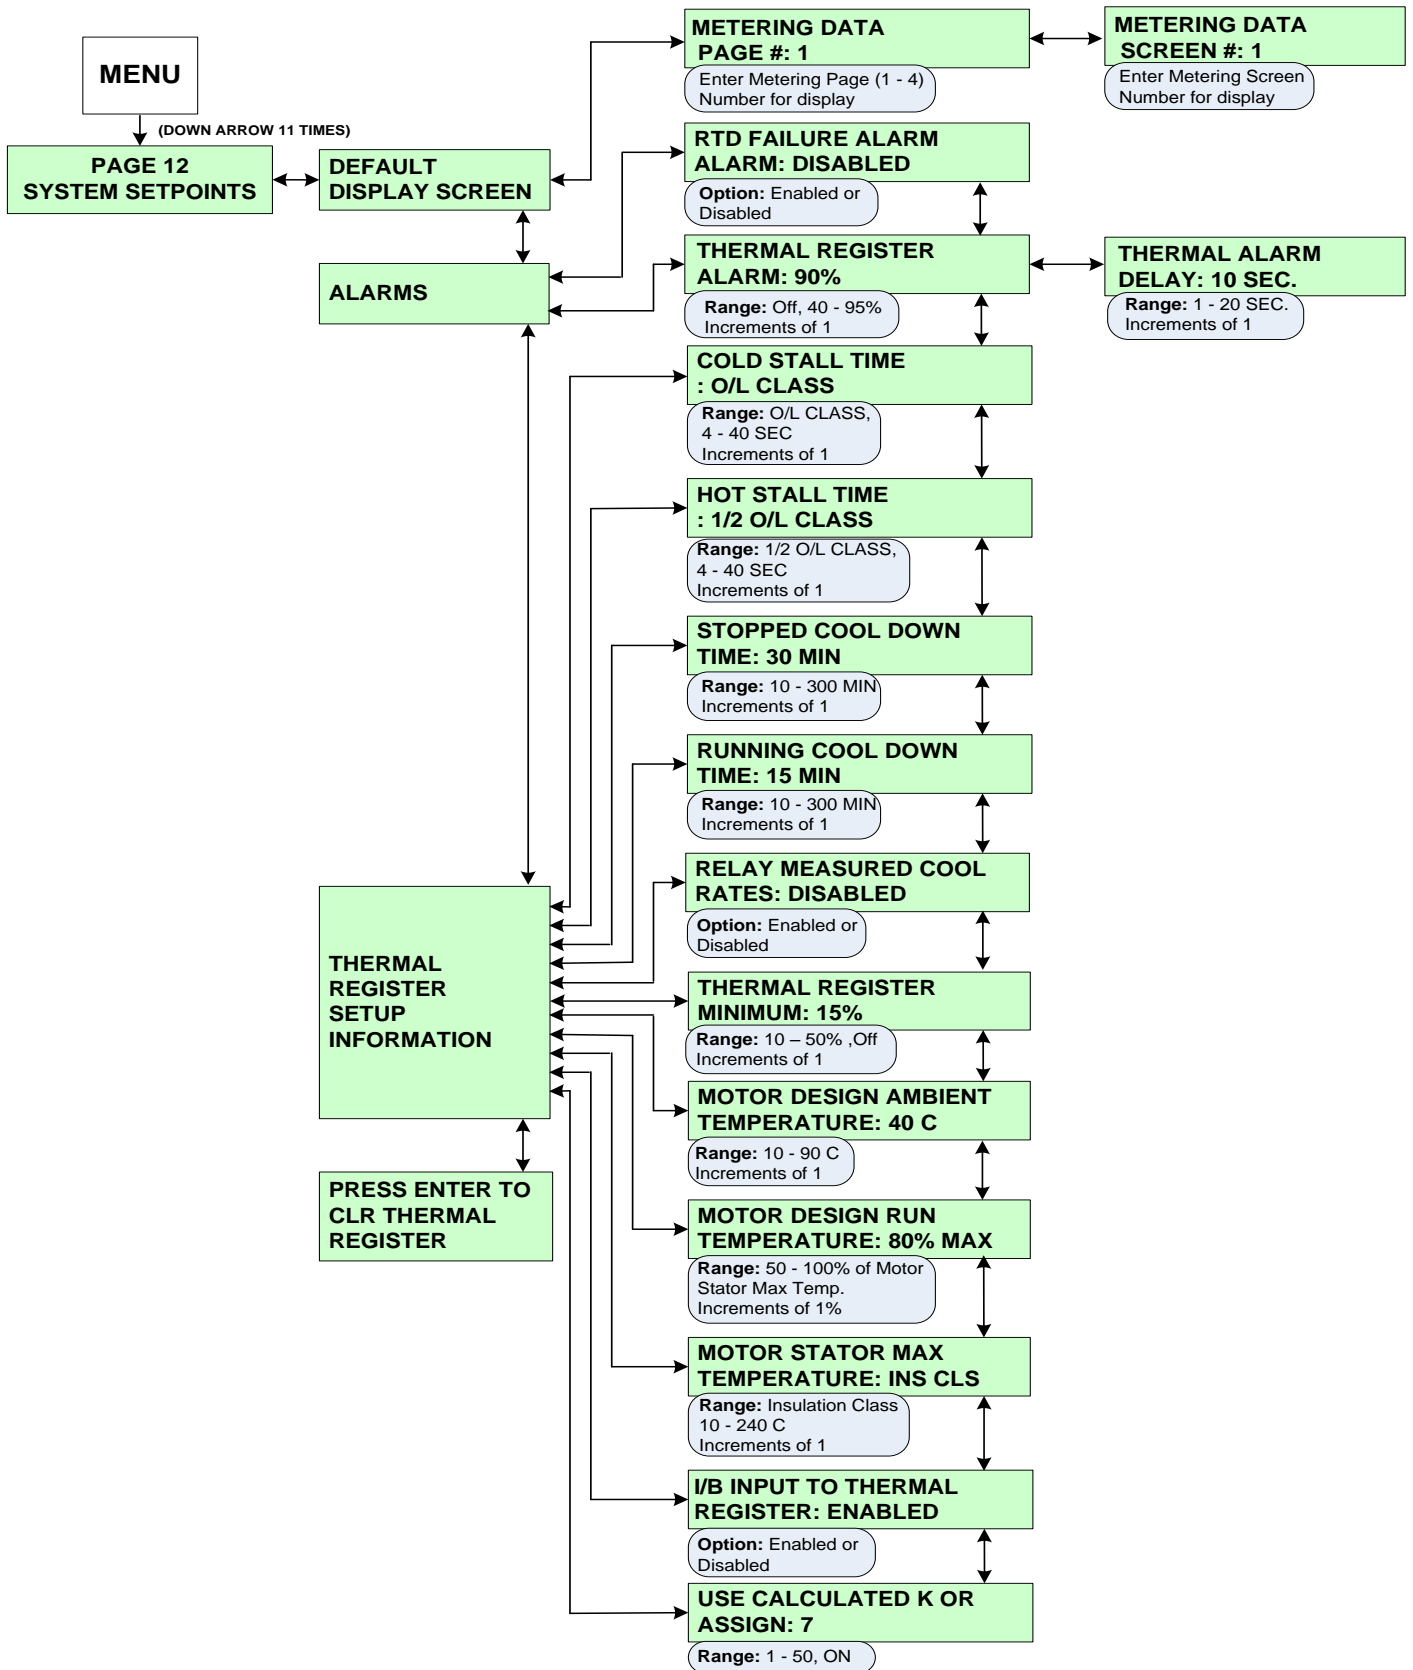 MENU
(DOWN ARROW 11 TIMES)
PAGE 12
SYSTEM SETPOINTS
DEFAULT
DISPLAY SCREEN
METERING DATA
PAGE #: 1
Enter Metering Page (1 - 4)
Number for display
METERING DATA
SCREEN #: 1
Enter Metering Screen
Number for display
ALARMS
RTD FAILURE ALARM
ALARM: DISABLED
Option: Enabled or
Disabled
THERMAL REGISTER
ALARM: 90%
Range: Off, 40 - 95%
Increments of 1
THERMAL ALARM
DELAY: 10 SEC.
Range: 1 - 20 SEC.
Increments of 1
THERMAL
REGISTER
SETUP
INFORMATION
COLD STALL TIME
: O/L CLASS
Range: O/L CLASS,
4 - 40 SEC
Increments of 1
HOT STALL TIME
: 1/2 O/L CLASS
Range: 1/2 O/L CLASS,
4 - 40 SEC
Increments of 1
STOPPED COOL DOWN
TIME: 30 MIN
Range: 10 - 300 MIN
Increments of 1
RUNNING COOL DOWN
TIME: 15 MIN
Range: 10 - 300 MIN
Increments of 1
RELAY MEASURED COOL
RATES: DISABLED
Option: Enabled or
Disabled
THERMAL REGISTER
MINIMUM: 15%
Range: 10 – 50% ,Off
Increments of 1
MOTOR DESIGN AMBIENT
TEMPERATURE: 40 C
Range: 10 - 90 C
Increments of 1
MOTOR DESIGN RUN
TEMPERATURE: 80% MAX
Range: 50 - 100% of Motor
Stator Max Temp.
Increments of 1%
MOTOR STATOR MAX
TEMPERATURE: INS CLS
Range: Insulation Class
10 - 240 C
Increments of 1
I/B INPUT TO THERMAL
REGISTER: ENABLED
Option: Enabled or
Disabled
USE CALCULATED K OR
ASSIGN: 7
Range: 1 - 50, ON
PRESS ENTER TO
CLR THERMAL
REGISTER